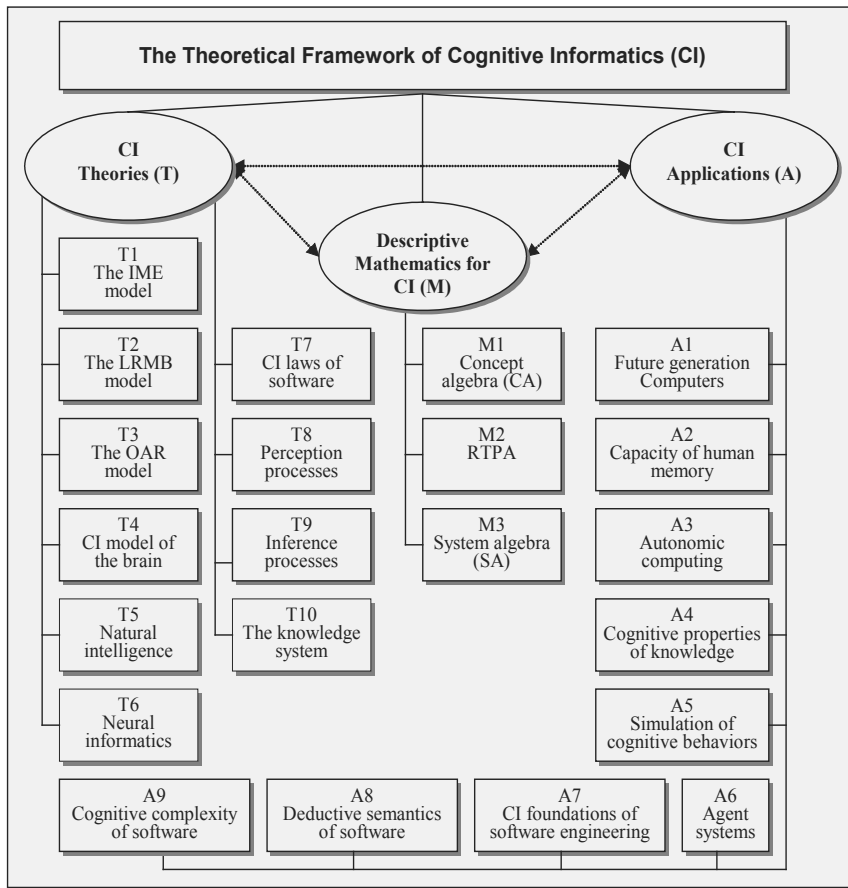 The Theoretical Framework of Cognitive Informatics (CI)
CI
Theories (T)
CI
Applications (A)
Descriptive
Mathematics for
CI (M)
T1
The IME
model
T2
The LRMB
model
T3
The OAR
model
T4
CI model of
the brain
T5
Natural
intelligence
T6
Neural
informatics
T7
CI laws of
software
T8
Perception
processes
T9
Inference
processes
T10
The knowledge
system
M1
Concept
algebra (CA)
M2
RTPA
M3
System algebra
(SA)
A1
Future generation
Computers
A2
Capacity of human
memory
A3
Autonomic
computing
A4
Cognitive properties
of knowledge
A5
Simulation of
cognitive behaviors
A9
Cognitive complexity
of software
A8
Deductive semantics
of software
A7
CI foundations of
software engineering
A6
Agent
systems